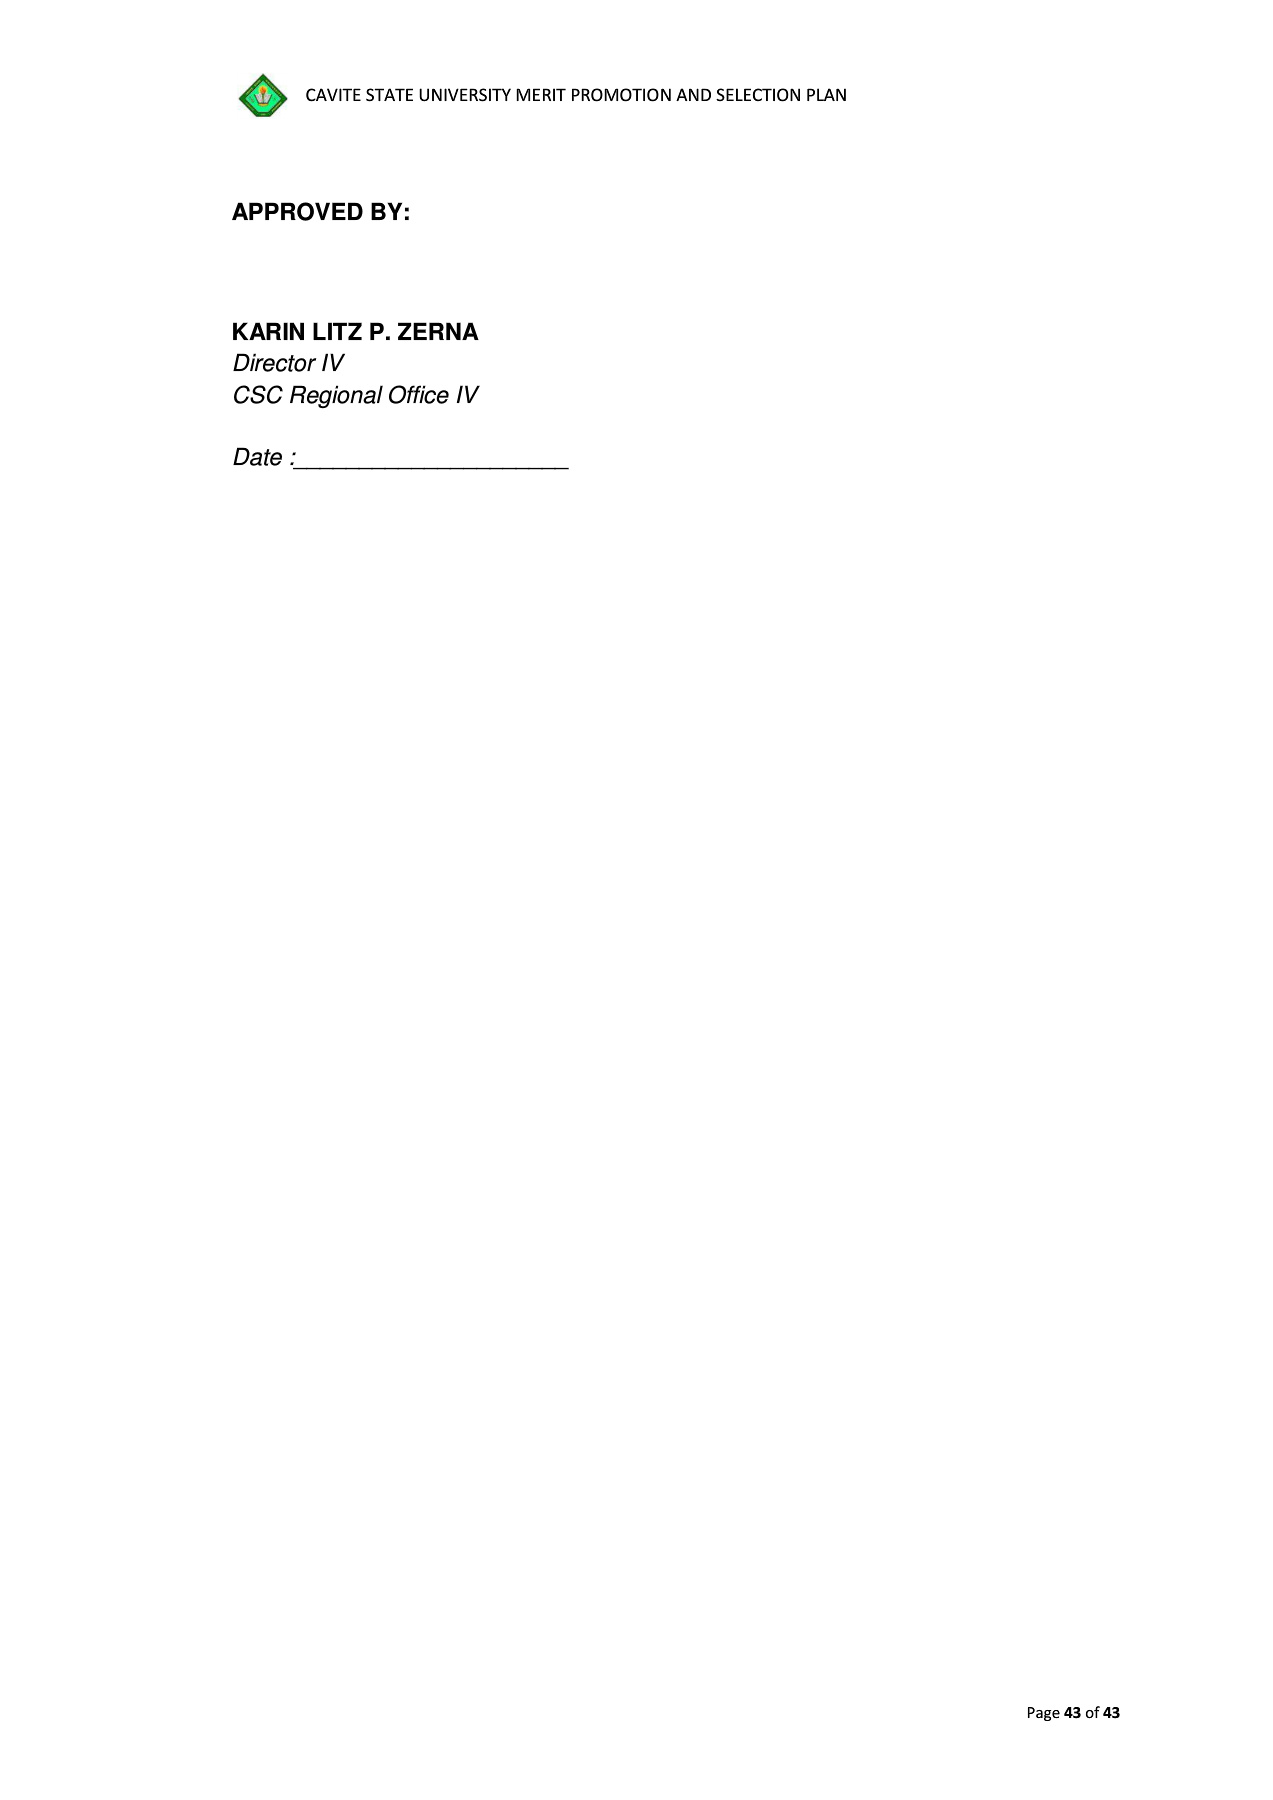 CAVITE STATE UNIVERSITY MERIT PROMOTION AND SELECTION PLAN
APPROVED BY:
KARIN LITZ P. ZERNA
Director IV
CSC Regional Office IV
Date :_____________________
Page 43 of 43